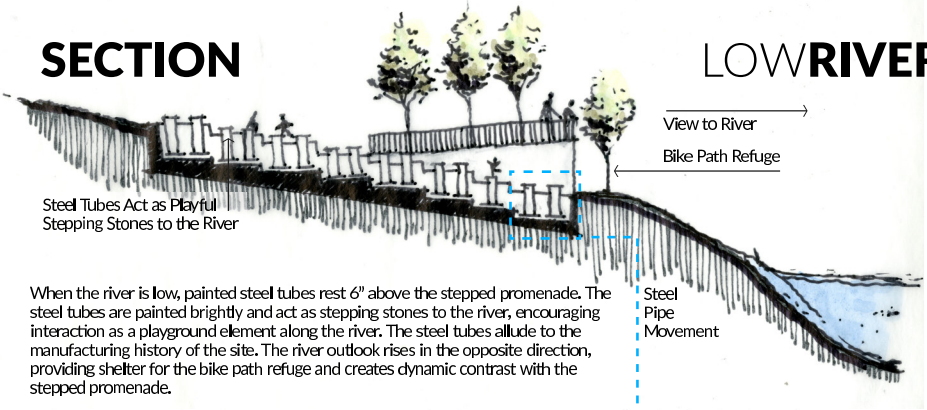 SECTION
LOWRIVER
View to River
Bike Path Refuge
Steel Tubes Act as Playful
Stepping Stones to the River
When the river is low, painted steel tubes rest 6” above the stepped promenade. The
steel tubes are painted brightly and act as stepping stones to the river, encouraging
interaction as a playground element along the river. The steel tubes allude to the
manufacturing history of the site. The river outlook rises in the opposite direction,
providing shelter for the bike path refuge and creates dynamic contrast with the
stepped promenade.
Steel
Pipe
Movement